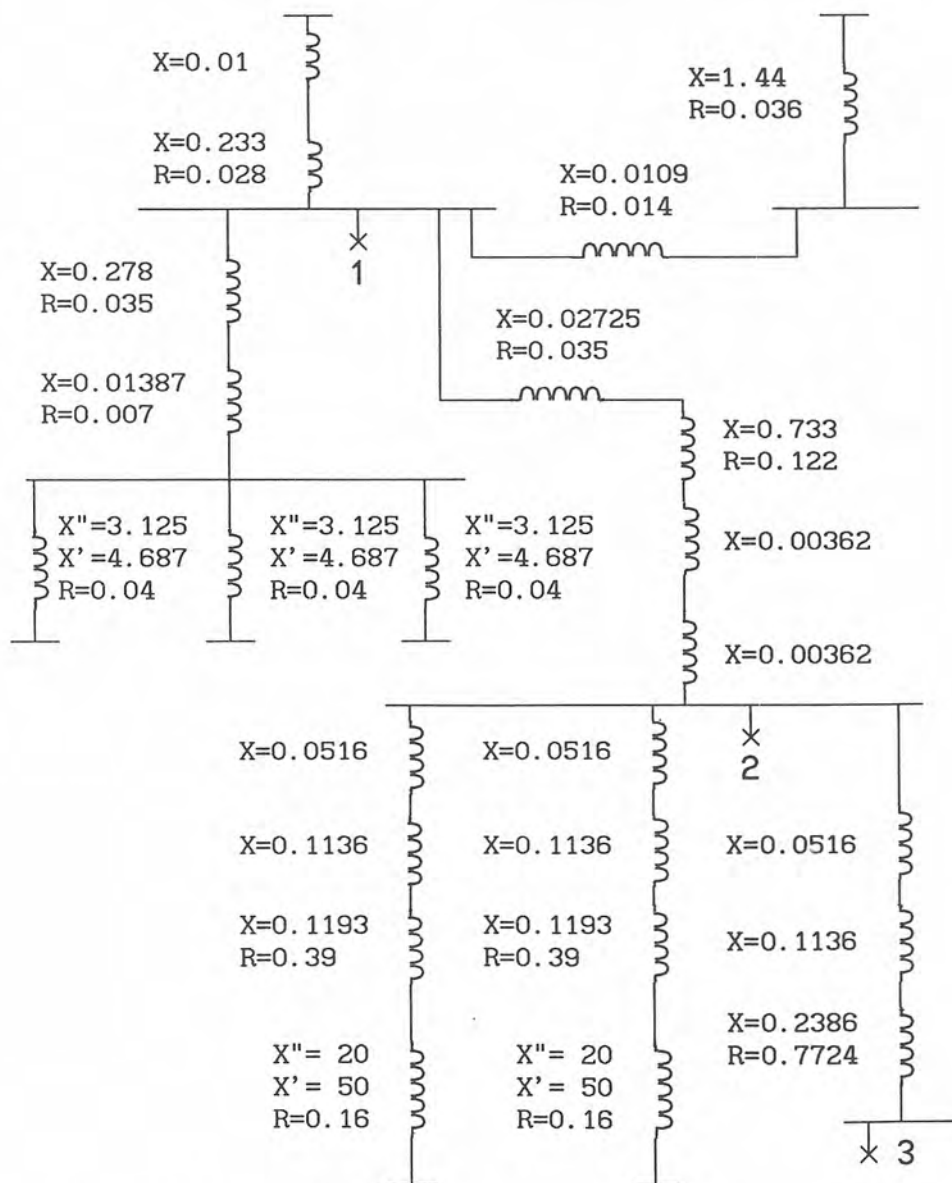 X=0.01
X=1.44
R=0.036
X=0.233
R=0.028
X=0.0109
R=0.014
1
X=0.278
R=0.035
X=0.02725
R=0.035
X=0.01387
R=0.007
X=0.733
R=0.122
X"=3.125
X'=4.687
R=0.04
X"=3.125
X'=4.687
R=0.04
X"=3.125
X'=4.687
R=0.04
X=0.00362
X=0.00362
2
X=0.0516
X=0.0516
X=0.0516
X=0.1136
X=0.1136
X=0.1136
X=0.1193
R=0.39
X=0.1193
R=0.39
X=0.2386
R=0.7724
X"= 20
X'= 50
R=0.16
X"= 20
X'= 50
R=0.16
3